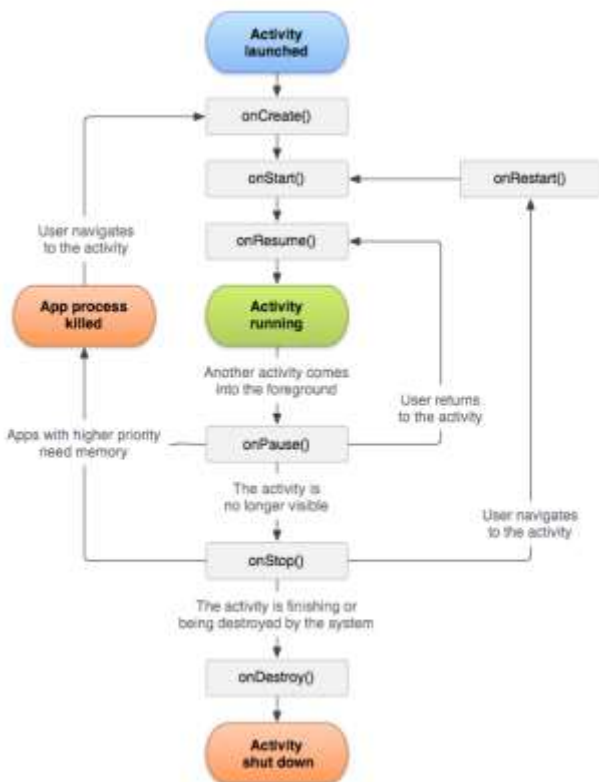 Activity
launched
onCreate()
onStart()
onRestart()
User navigates
to the activity
onResume()
App process
killed
Activity
running
Another activity comes
into the foreground
User returns
to the activity
Apps with higher priority
need memory
onPause()
The activity is
no longer visible
User navigates
to the activity
onStop()
The activity is finishing or
being destroyed by the system
onDestroy()
Activity
shut down